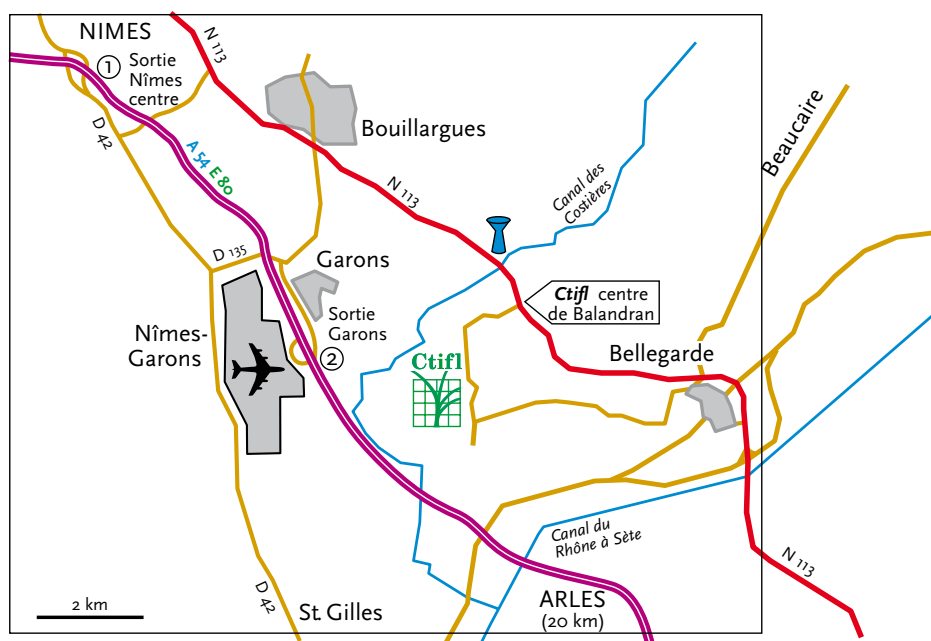 NIMES
1
Sortie
Nîmes
centre
N 113
D 42
A 54 E 80
Bouillargues
Beaucaire
N 113
Canal des
Costières
D 135
Garons
Ctifl centre
de Balandran
Nîmes-
Garons
Sortie
Garons
2
Ctifl
Bellegarde
Canal du
Rhône à Sète
N 113
D 42
2 km
St. Gilles
ARLES
(20 km)